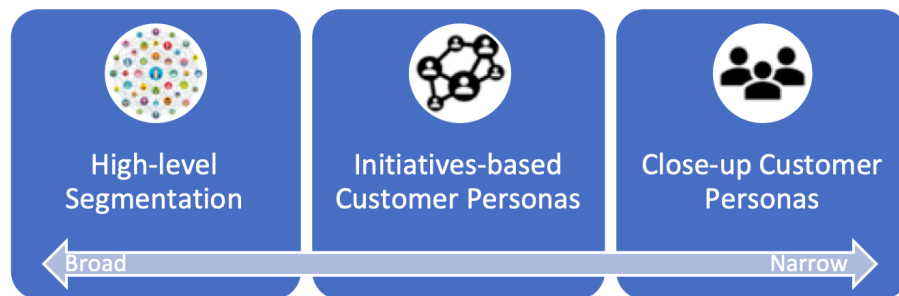 High-level
Segmentation
Initiatives-based
Customer Personas
Close-up Customer
Personas
Broad
Narrow